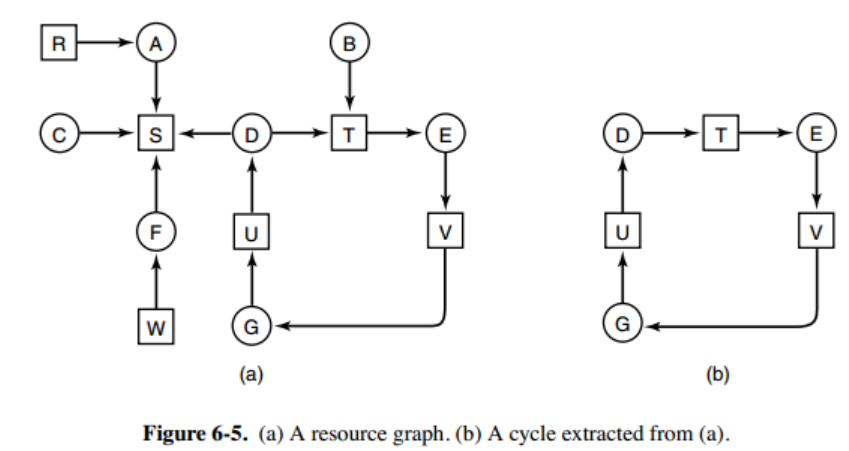 R A B
C S D T E D T E
F U V U V
W G G
(a) (b)
Figure 6-5. (a) A resource graph. (b) A cycle extracted from (a).